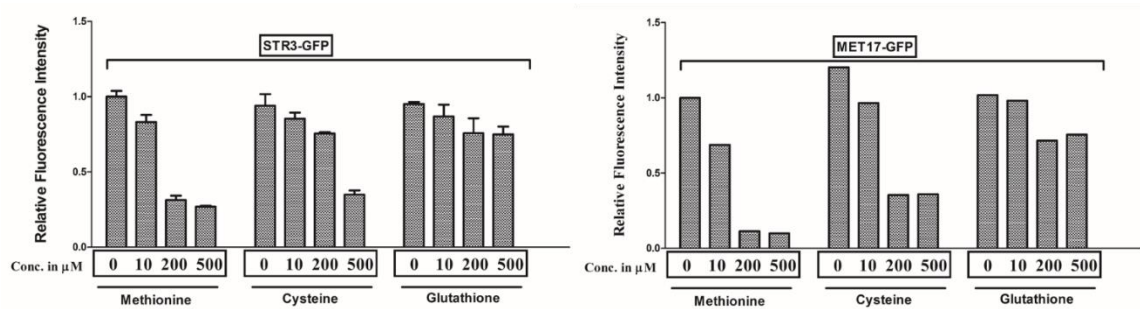 STR3-GFP
Relative Fluorescence Intensity
1.5
1.0
0.5
0.0
Conc. in µM
0 10 200 500
0 10 200 500
0 10 200 500
Methionine
Cysteine
Glutathione
MET17-GFP
Relative Fluorescence Intensity
1.5
1.0
0.5
0.0
Conc. in µM
0 10 200 500
0 10 200 500
0 10 200 500
Methionine
Cysteine
Glutathione